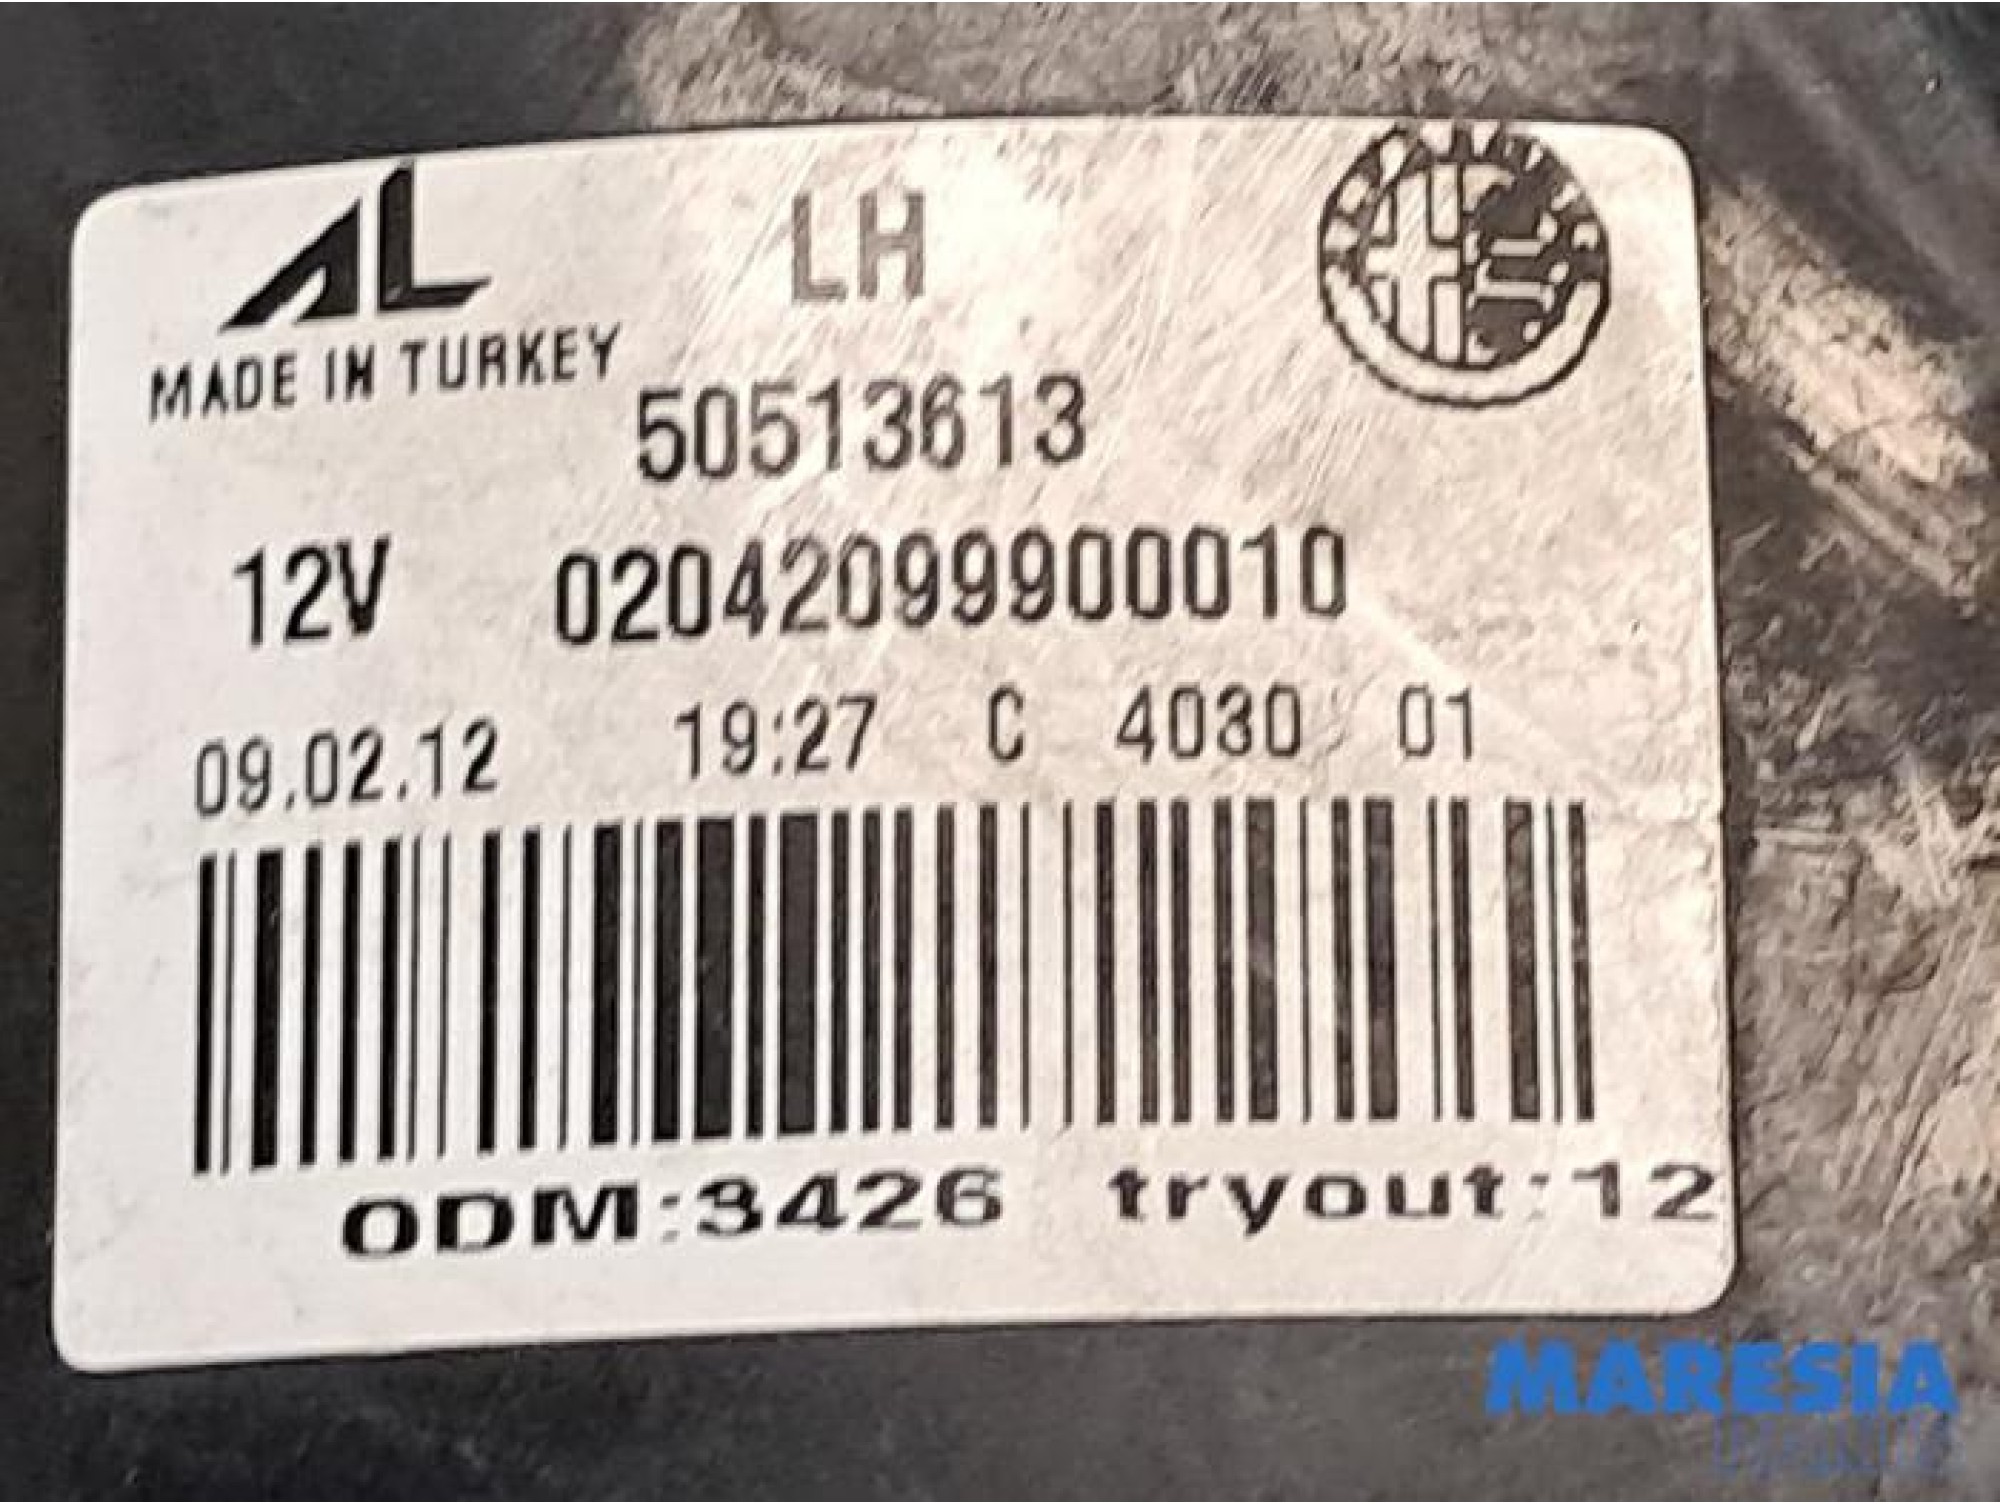 AL
LH
MADE IN TURKEY
50513613
12V 02042099900010
09.02.12 19:27 C 4030 01
ODM:3426 tryout:12
MARESIA